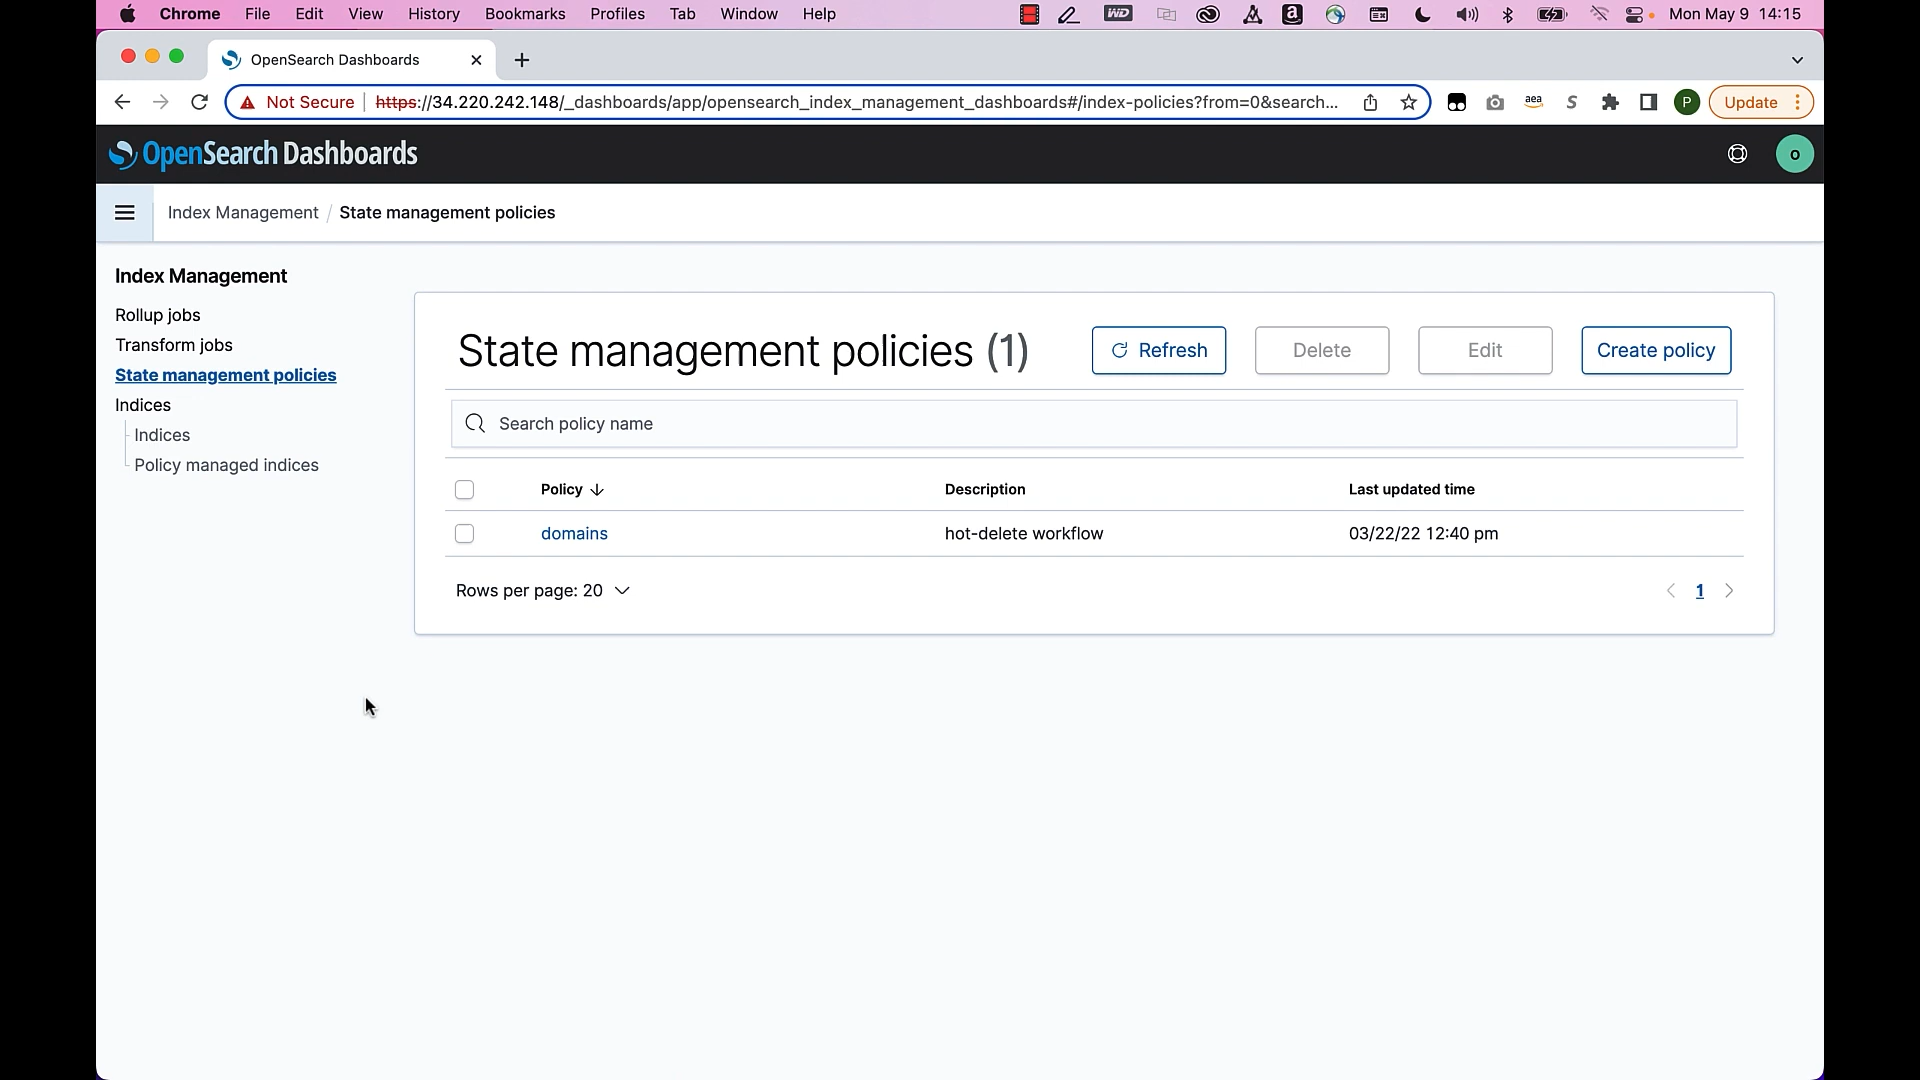 Chrome File Edit View History Bookmarks Profiles Tab Window Help WD a Mon May 9 14:15
OpenSearch Dashboards
Not Secure https://34.220.242.148/_dashboards/app/opensearch_index_management_dashboards#/index-policies?from=0&search... aea S P Update
OpenSearch Dashboards o
Index Management / State management policies
Index Management
Rollup jobs
Transform jobs
State management policies
Indices
Indices
Policy managed indices
State management policies (1) Refresh Delete Edit Create policy
Search policy name
Policy Description Last updated time
domains hot-delete workflow 03/22/22 12:40 pm
Rows per page: 20 1